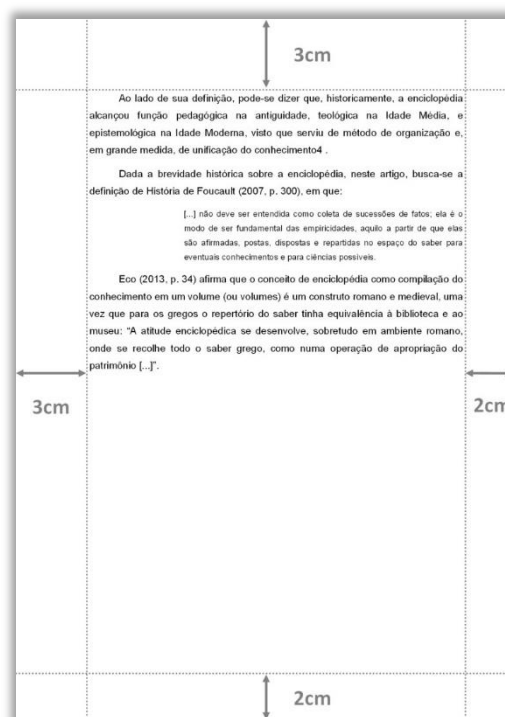 3cm
Ao lado de sua definição, pode-se dizer que, historicamente, a enciclopédia
alcançou função pedagógica na antiguidade, teológica na Idade Média, e
epistemológica na Idade Moderna, visto que serviu de método de organização e,
em grande medida, de unificação do conhecimento4 .
Dada a brevidade histórica sobre a enciclopédia, neste artigo, busca-se a
definição de História de Foucault (2007, p. 300), em que:
[...] não deve ser entendida como coleta de sucessões de fatos; ela é o
modo de ser fundamental das empiricidades, aquilo a partir de que elas
são afirmadas, postas, dispostas e repartidas no espaço do saber para
eventuais conhecimentos e para ciências possíveis.
Eco (2013, p. 34) afirma que o conceito de enciclopédia como compilação do
conhecimento em um volume (ou volumes) é um construto romano e medieval, uma
vez que para os gregos o repertório do saber tinha equivalência à biblioteca e ao
museu: “A atitude enciclopédica se desenvolve, sobretudo em ambiente romano,
onde se recolhe todo o saber grego, como numa operação de apropriação do
patrimônio [...]”.
3cm
2cm
2cm